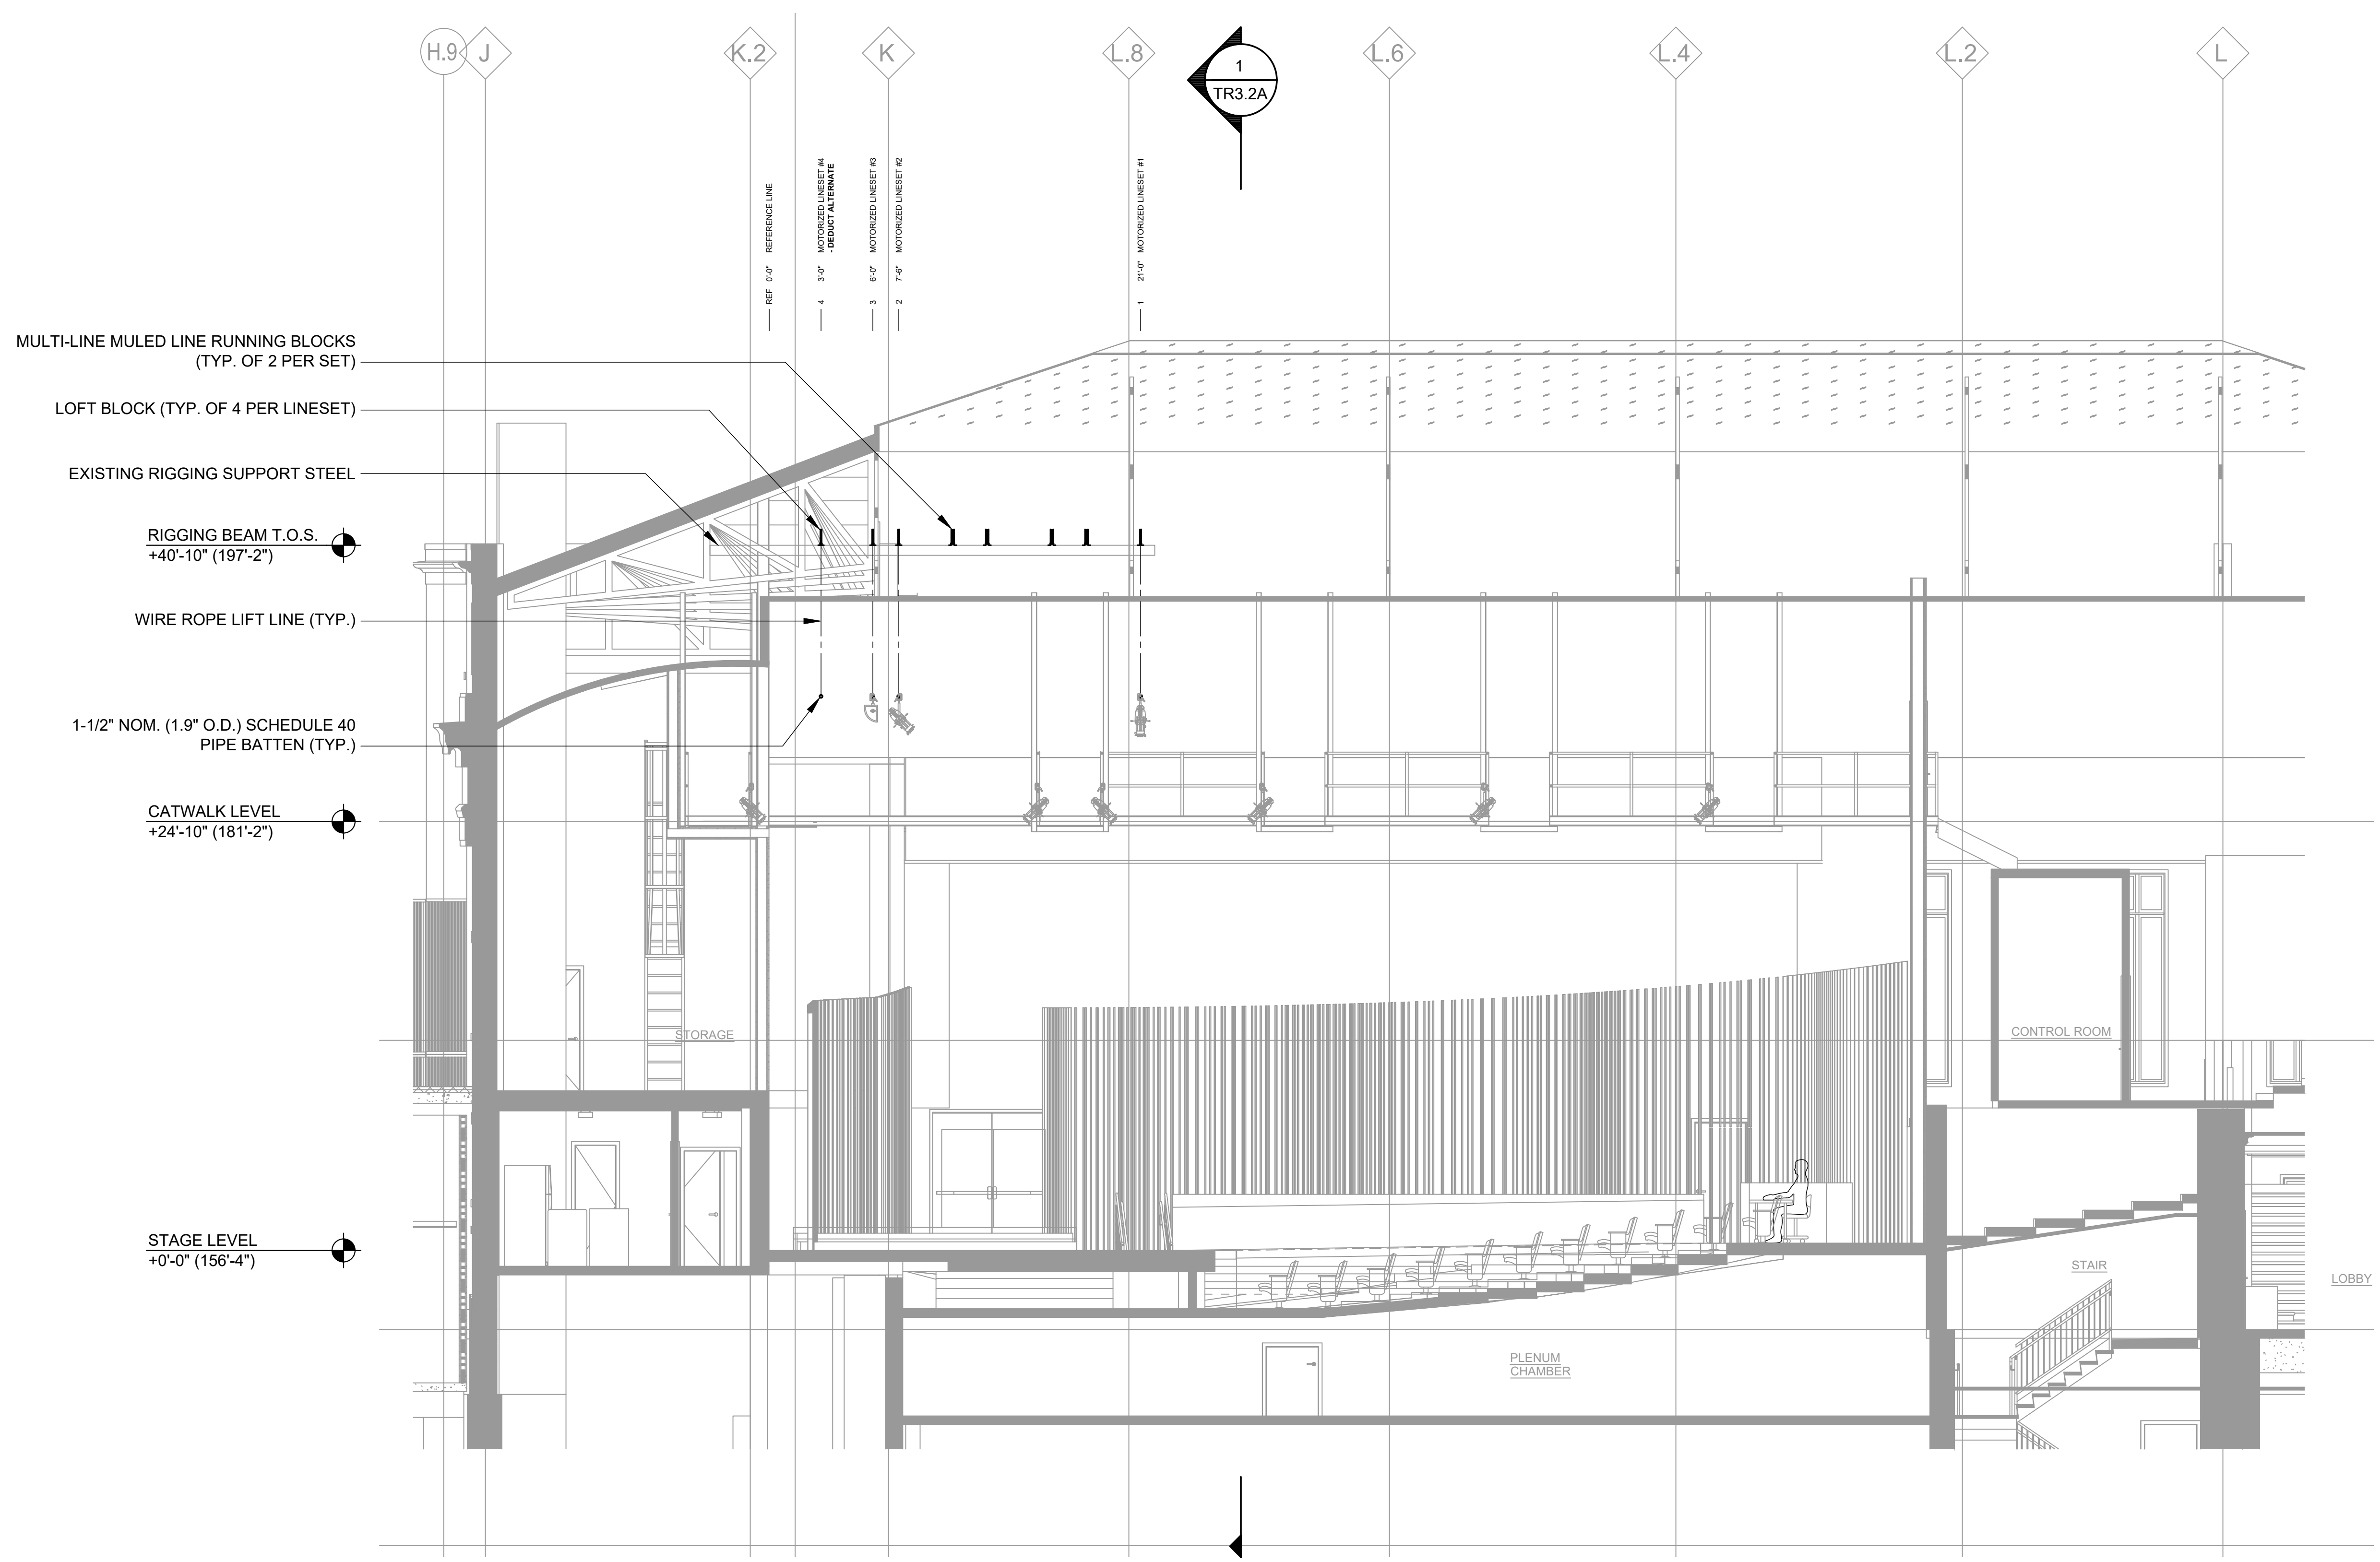 H.9
J
K.2
K
L.8
L.6
L.4
L.2
L
1
TR3.2A
REF 0'-0" REFERENCE LINE
4 3'-0" MOTORIZED LINESET #4
- DEDUCT ALTERNATE
3 6'-0" MOTORIZED LINESET #3
2 7'-6" MOTORIZED LINESET #2
1 21'-0" MOTORIZED LINESET #1
MULTI-LINE MULED LINE RUNNING BLOCKS
(TYP. OF 2 PER SET)
LOFT BLOCK (TYP. OF 4 PER LINESET)
EXISTING RIGGING SUPPORT STEEL
RIGGING BEAM T.O.S.
+40'-10" (197'-2")
WIRE ROPE LIFT LINE (TYP.)
1-1/2" NOM. (1.9" O.D.) SCHEDULE 40
PIPE BATTEN (TYP.)
CATWALK LEVEL
+24'-10" (181'-2")
STORAGE
CONTROL ROOM
STAGE LEVEL
+0'-0" (156'-4")
STAIR
LOBBY
PLENUM
CHAMBER